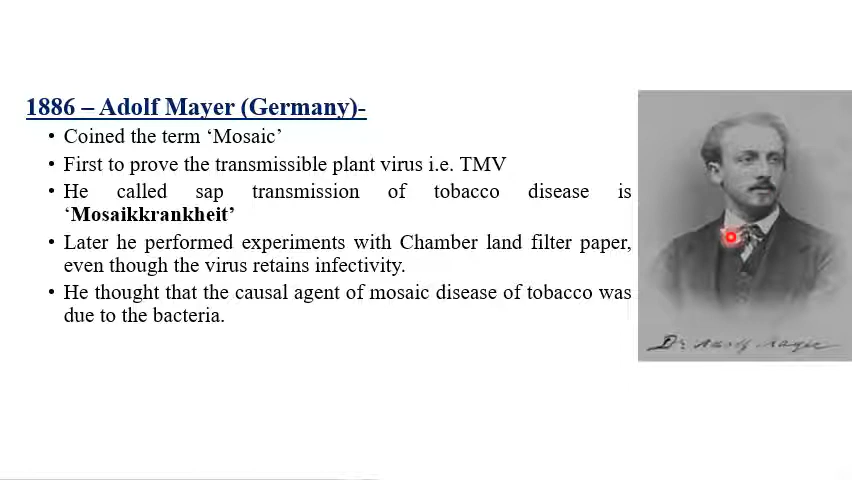 1886 – Adolf Mayer (Germany)-
• Coined the term ‘Mosaic’
• First to prove the transmissible plant virus i.e. TMV
• He called sap transmission of tobacco disease is
‘Mosaikkrankheit’
• Later he performed experiments with Chamber land filter paper,
even though the virus retains infectivity.
• He thought that the causal agent of mosaic disease of tobacco was
due to the bacteria.
Dr Adolf Mayer